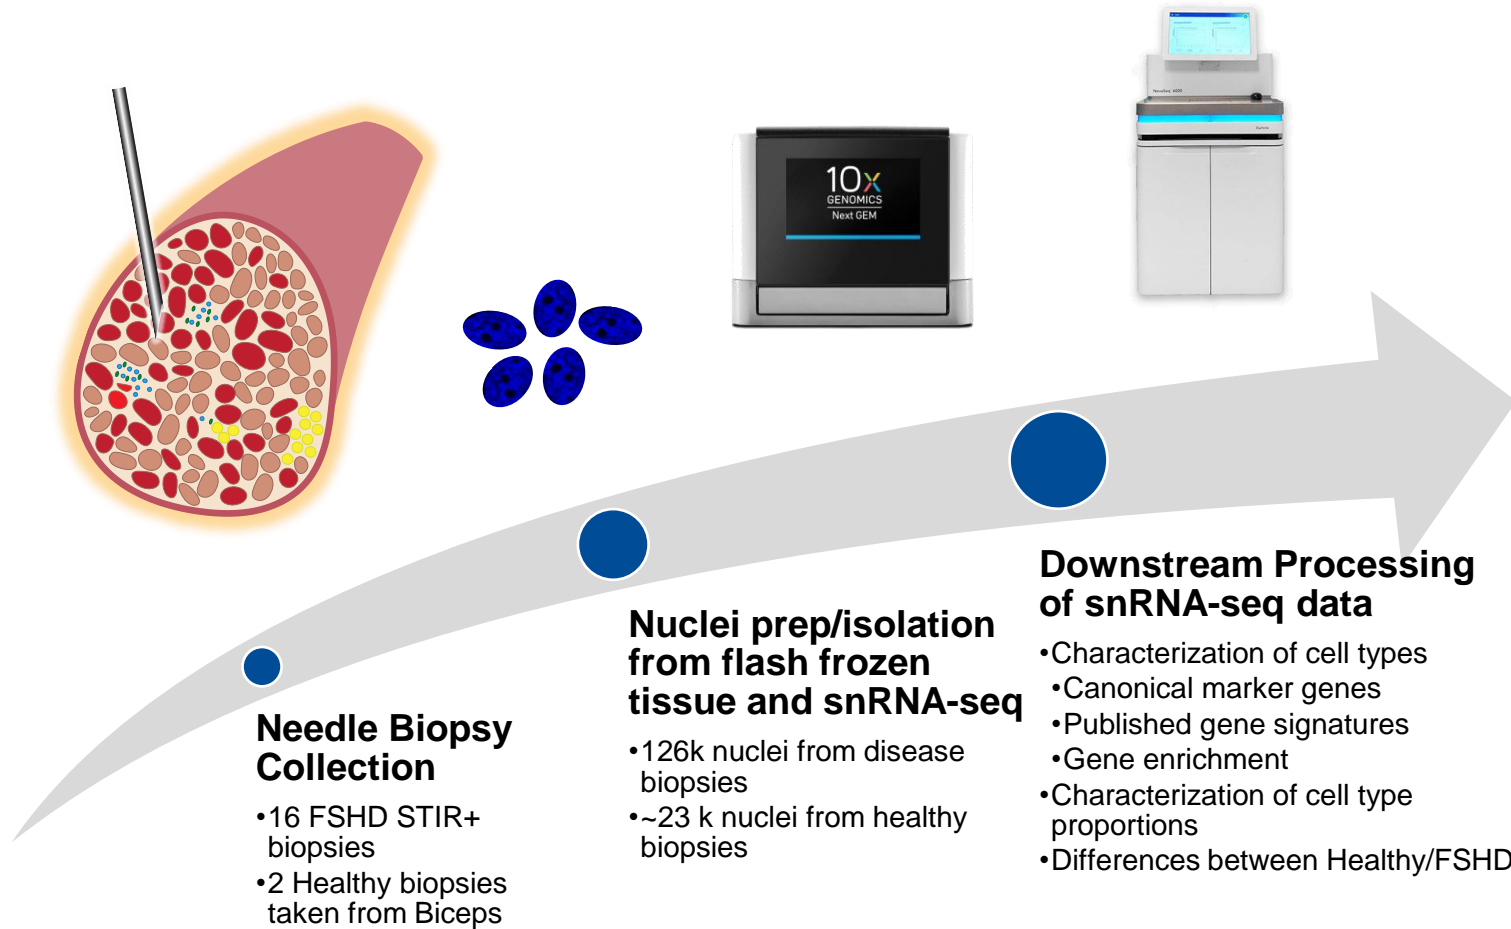 10x
GENOMICS
Next GEM
NovaSeq 6000
Needle Biopsy
Collection
•16 FSHD STIR+
biopsies
•2 Healthy biopsies
taken from Biceps
Nuclei prep/isolation
from flash frozen
tissue and snRNA-seq
•126k nuclei from disease
biopsies
•~23 k nuclei from healthy
biopsies
Downstream Processing
of snRNA-seq data
•Characterization of cell types
•Canonical marker genes
•Published gene signatures
•Gene enrichment
•Characterization of cell type
proportions
•Differences between Healthy/FSHD